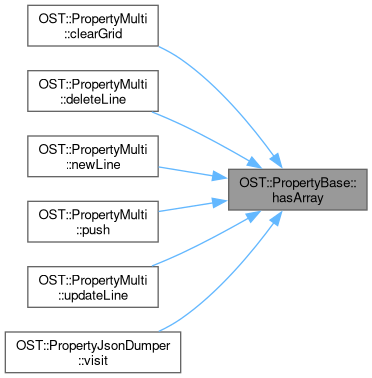 OST::PropertyMulti
::clearGrid
OST::PropertyMulti
::deleteLine
OST::PropertyMulti
::newLine
OST::PropertyMulti
::push
OST::PropertyMulti
::updateLine
OST::PropertyJsonDumper
::visit
OST::PropertyBase::
hasArray